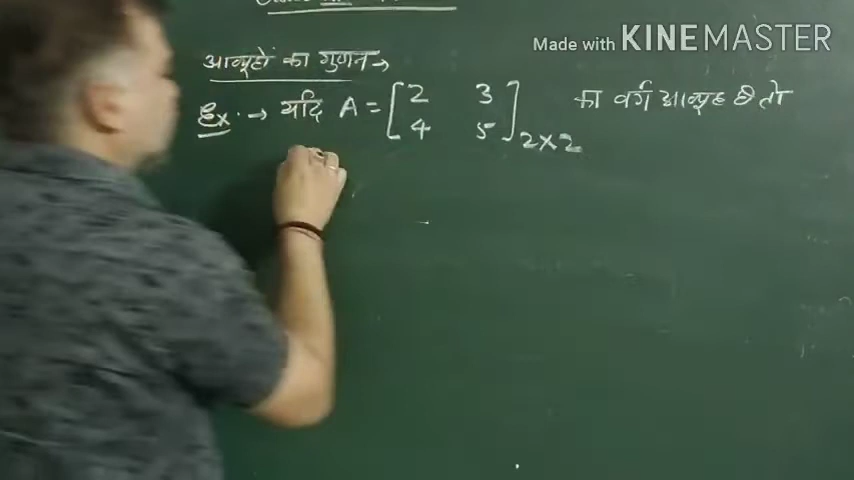 Made with KINEMASTER
आव्यूहों का गुणन →
Ex. → यदि A = [ 2 3 का वर्ग आव्यूह है तो
4 5 ] 2×2